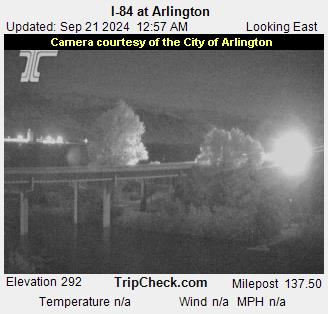 I-84 at Arlington
Updated: Sep 21 2024 12:57 AM Looking East
Camera courtesy of the City of Arlington
Elevation 292 TripCheck.com Milepost 137.50
Temperature n/a Wind n/a MPH n/a